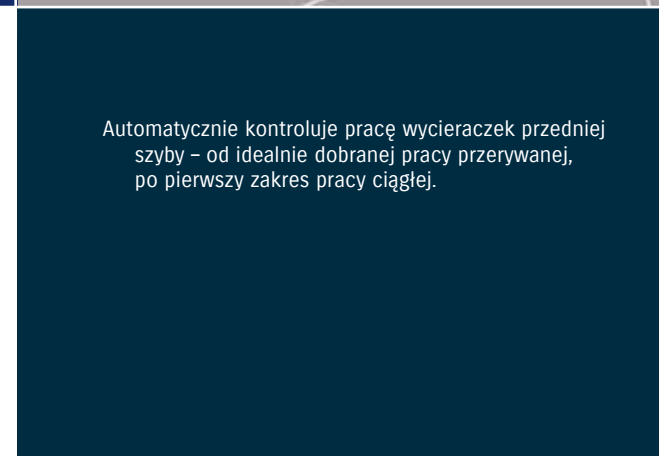 Automatycznie kontroluje pracę wycieraczek przedniej
szyby – od idealnie dobranej pracy przerywanej,
po pierwszy zakres pracy ciągłej.